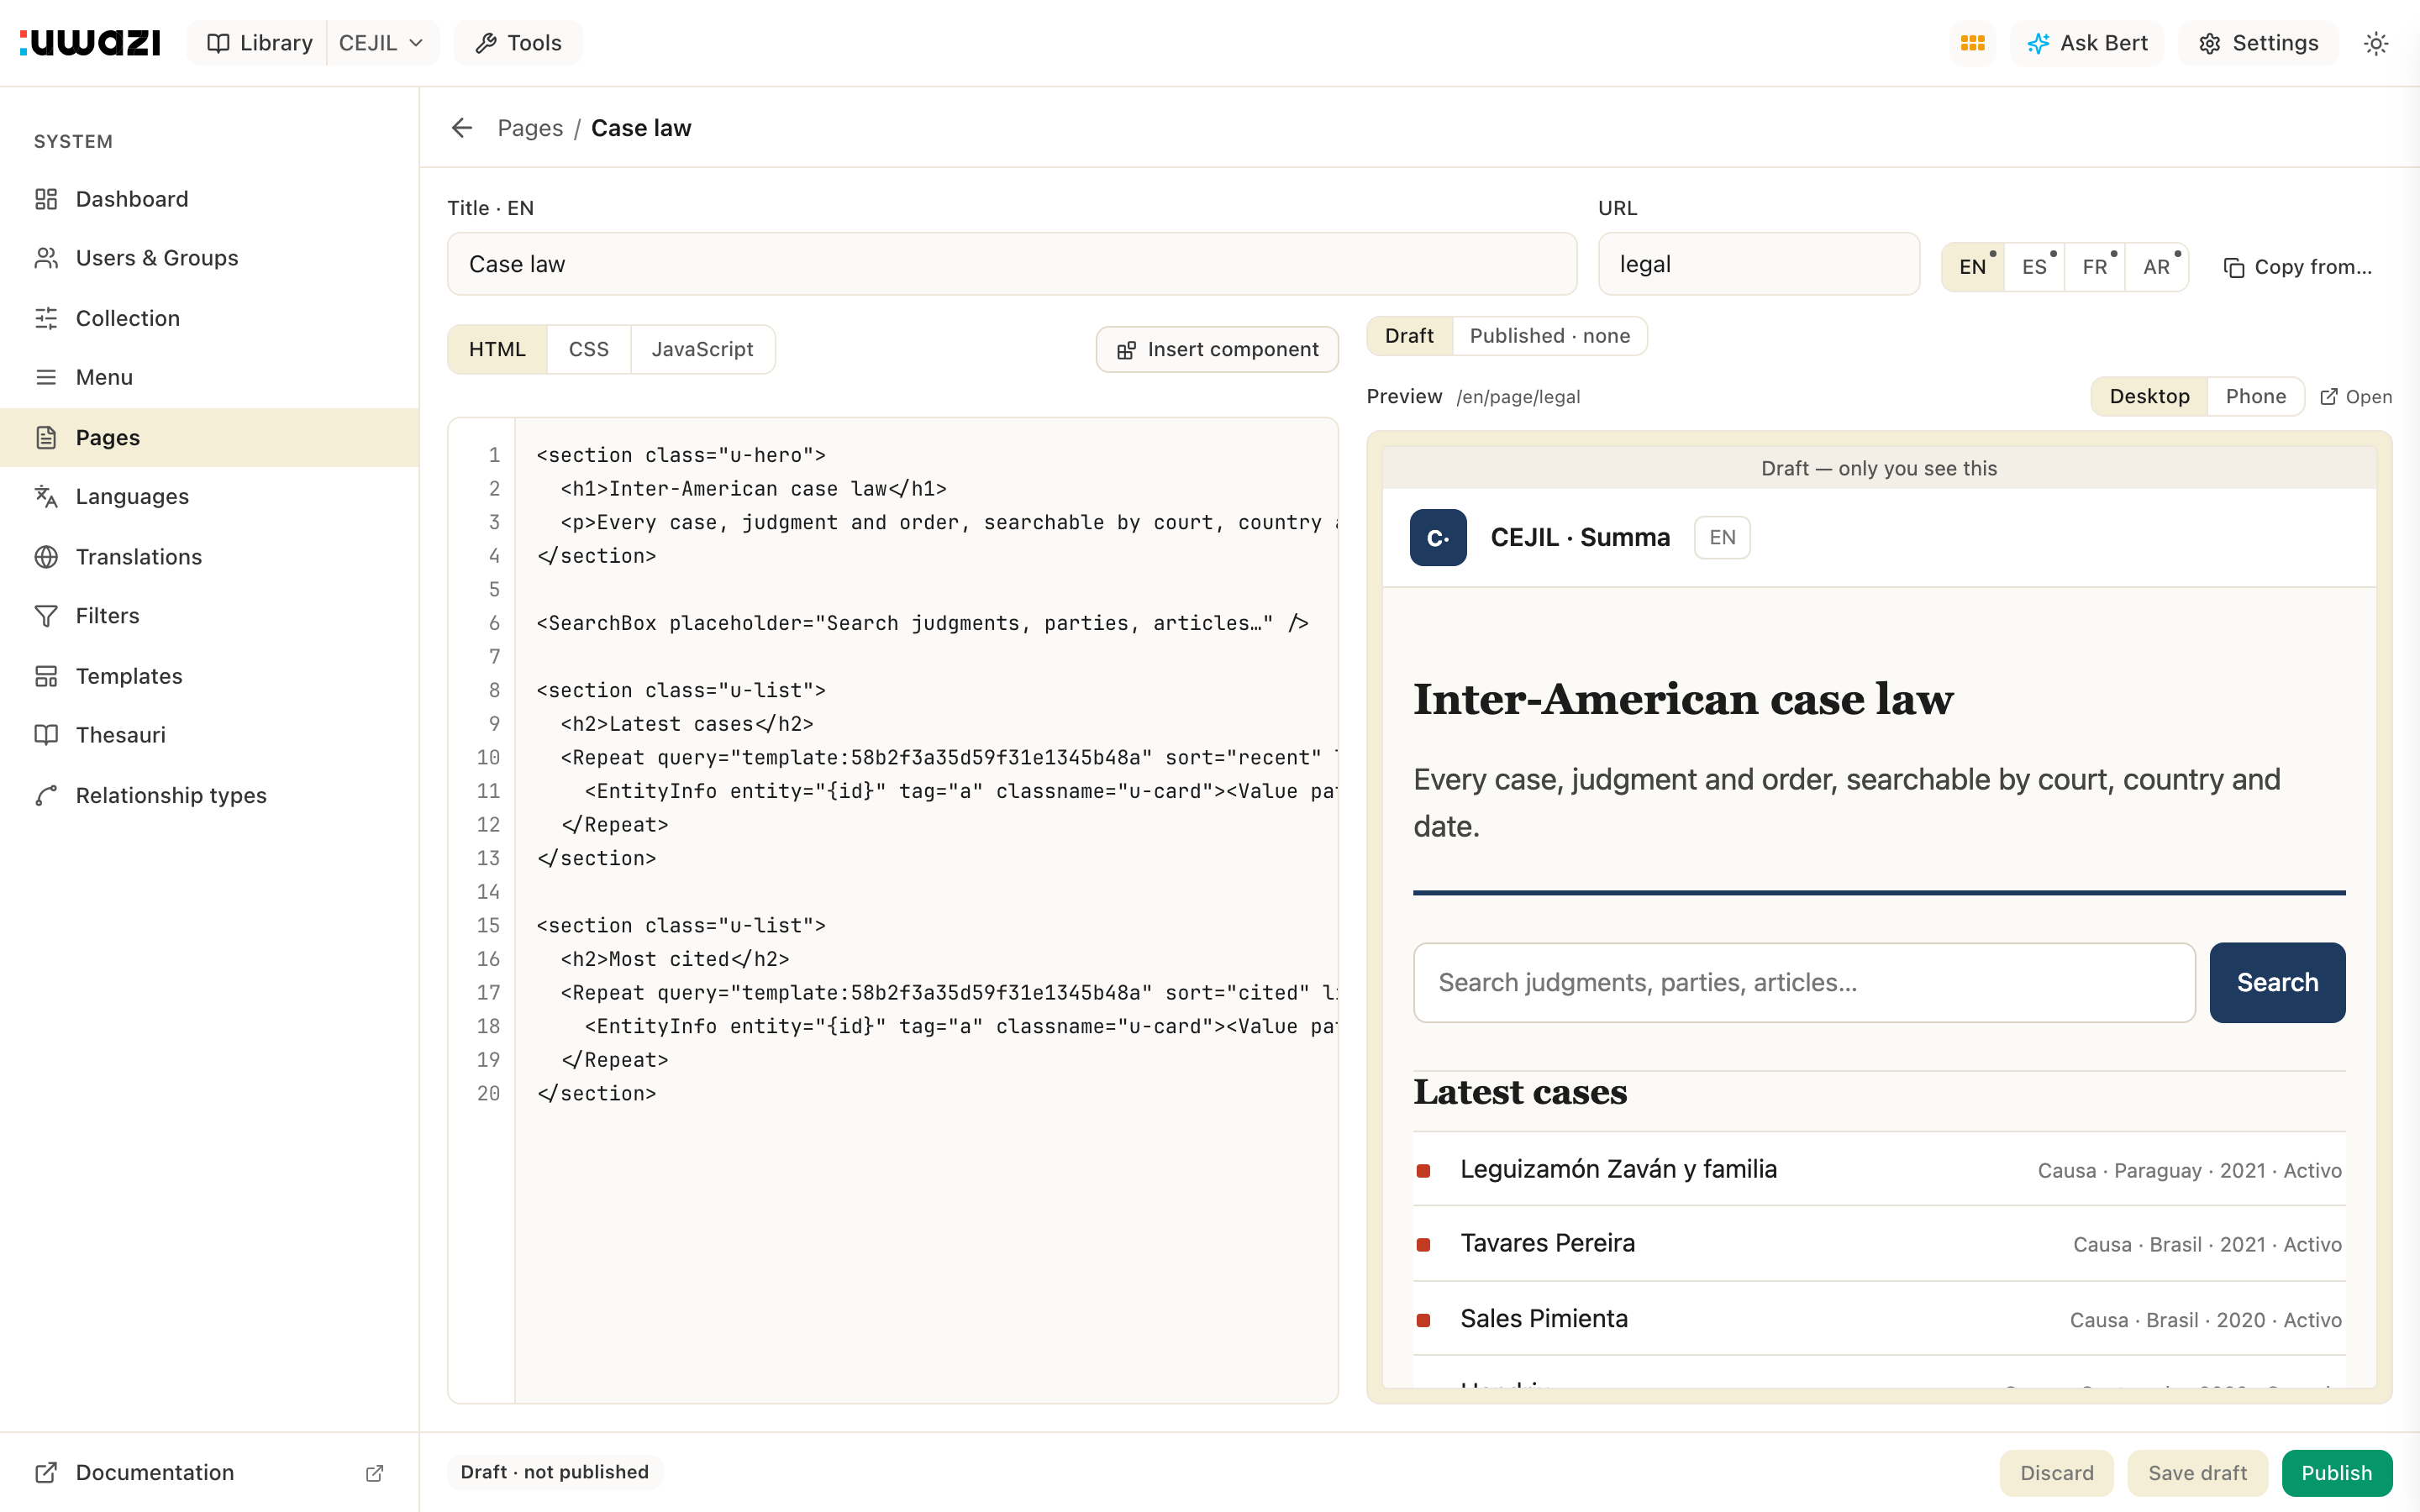 :uwazi
Library
CEJIL
Tools
Ask Bert
Settings
SYSTEM
Dashboard
Users & Groups
Collection
Menu
Pages
Languages
Translations
Filters
Templates
Thesauri
Relationship types
Documentation
Pages / Case law
Title · EN
Case law
URL
legal
EN ES FR AR
Copy from...
HTML CSS JavaScript
Insert component
1 <section class="u-hero">
2 <h1>Inter-American case law</h1>
3 <p>Every case, judgment and order, searchable by court, country
4 </section>
5
6 <SearchBox placeholder="Search judgments, parties, articles…" />
7
8 <section class="u-list">
9 <h2>Latest cases</h2>
10 <Repeat query="template:58b2f3a35d59f31e1345b48a" sort="recent"
11 <EntityInfo entity="{id}" tag="a" classname="u-card"><Value
12 </Repeat>
13 </section>
14
15 <section class="u-list">
16 <h2>Most cited</h2>
17 <Repeat query="template:58b2f3a35d59f31e1345b48a" sort="cited"
18 <EntityInfo entity="{id}" tag="a" classname="u-card"><Value
19 </Repeat>
20 </section>
Draft Published · none
Preview /en/page/legal
Desktop Phone Open
Draft — only you see this
C· CEJIL · Summa EN
Inter-American case law
Every case, judgment and order, searchable by court, country and
date.
Search judgments, parties, articles…
Search
Latest cases
Leguizamón Zaván y familia Causa · Paraguay · 2021 · Activo
Tavares Pereira Causa · Brasil · 2021 · Activo
Sales Pimienta Causa · Brasil · 2020 · Activo
Draft · not published
Discard Save draft Publish